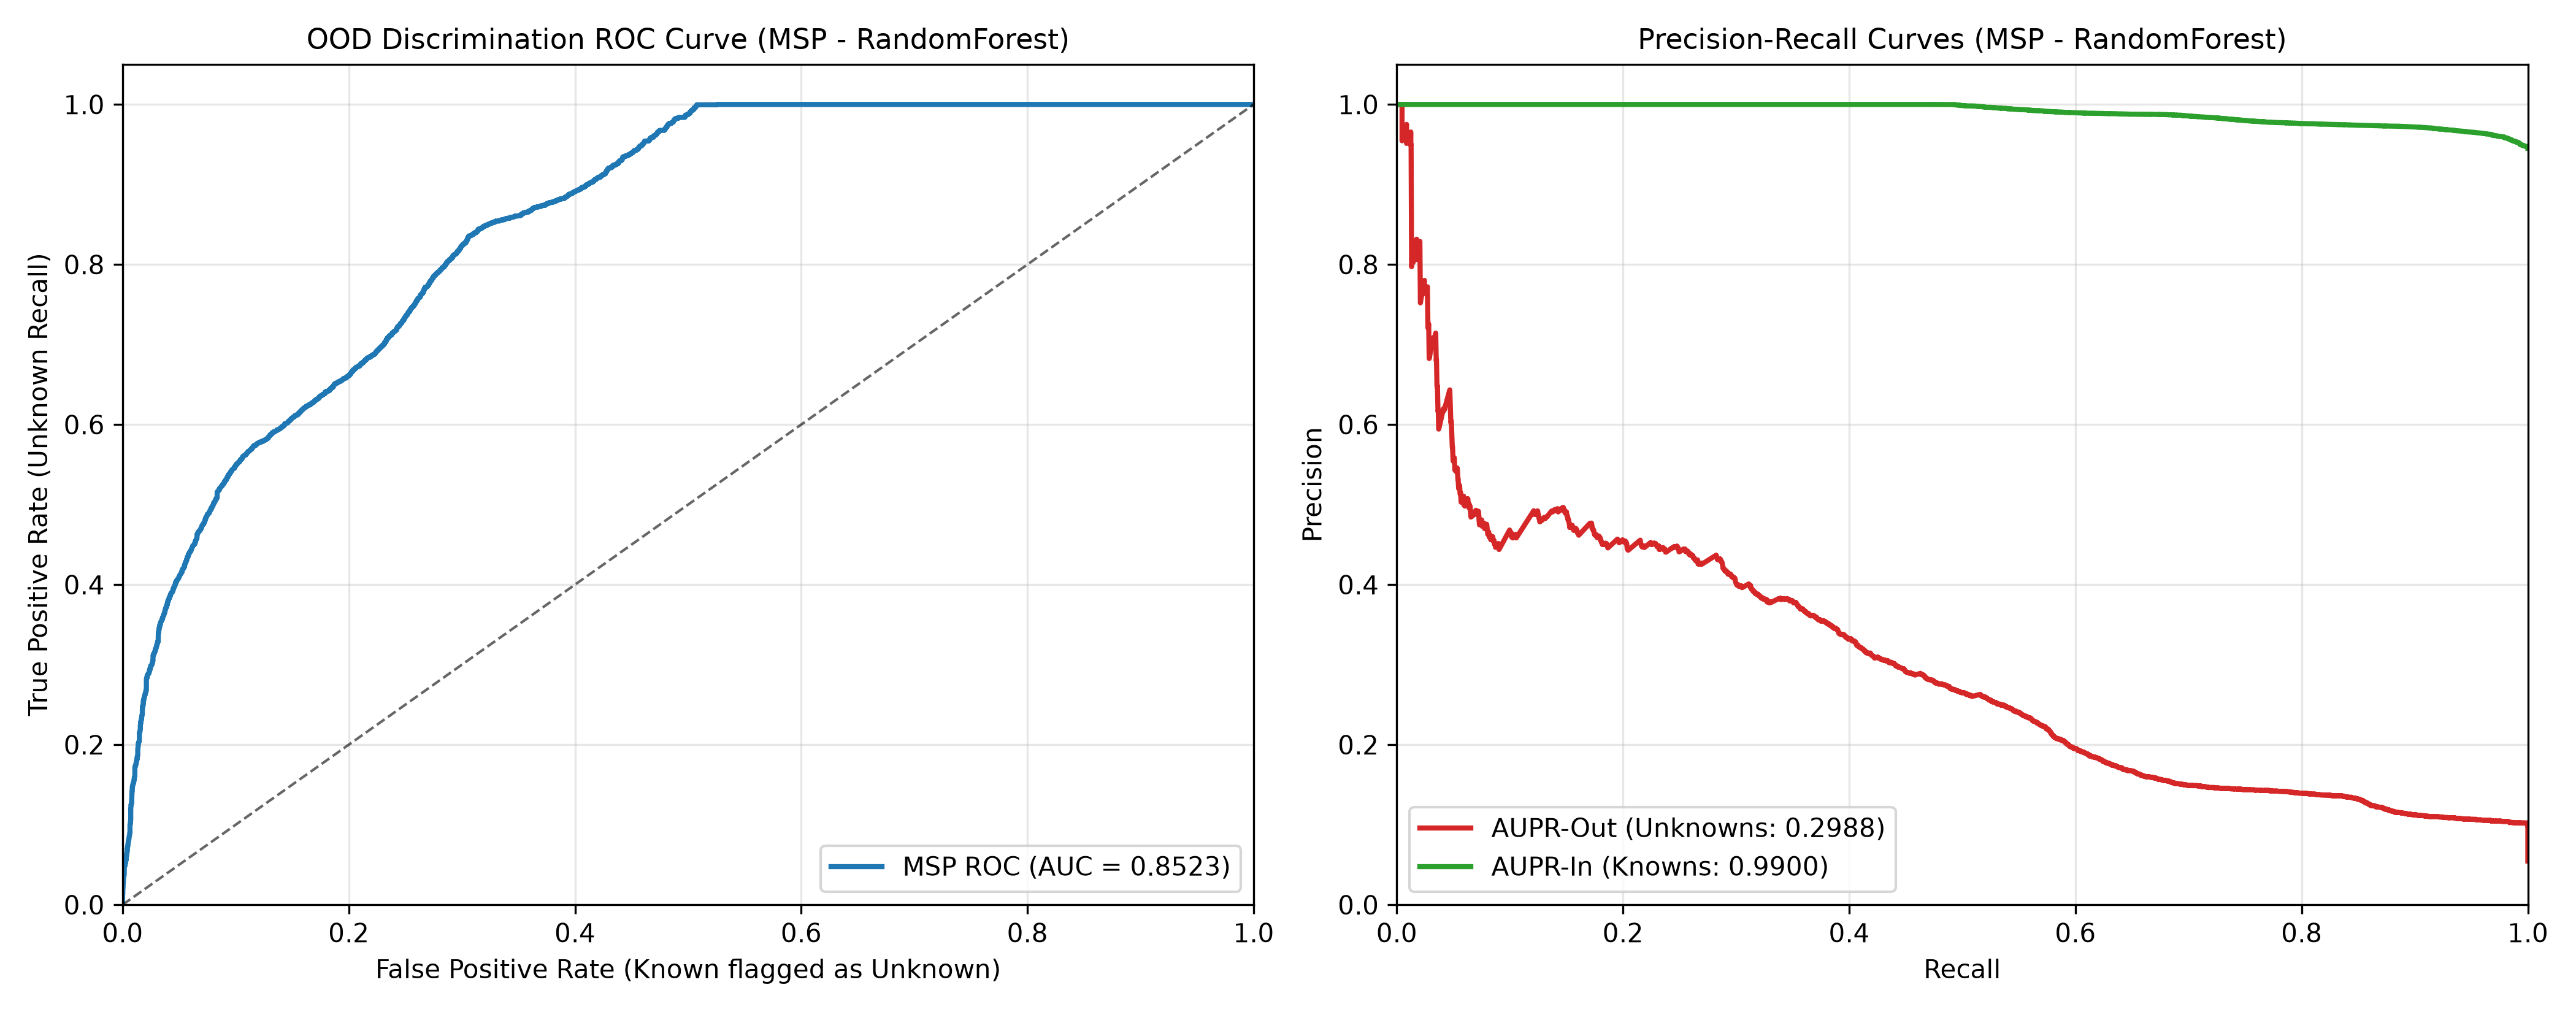 OOD Discrimination ROC Curve (MSP - RandomForest)
True Positive Rate (Unknown Recall)
1.0
0.8
0.6
0.4
0.2
0.0
0.0 0.2 0.4 0.6 0.8 1.0
False Positive Rate (Known flagged as Unknown)
MSP ROC (AUC = 0.8523)
Precision-Recall Curves (MSP - RandomForest)
Precision
1.0
0.8
0.6
0.4
0.2
0.0
0.0 0.2 0.4 0.6 0.8 1.0
Recall
AUPR-Out (Unknowns: 0.2988)
AUPR-In (Knowns: 0.9900)